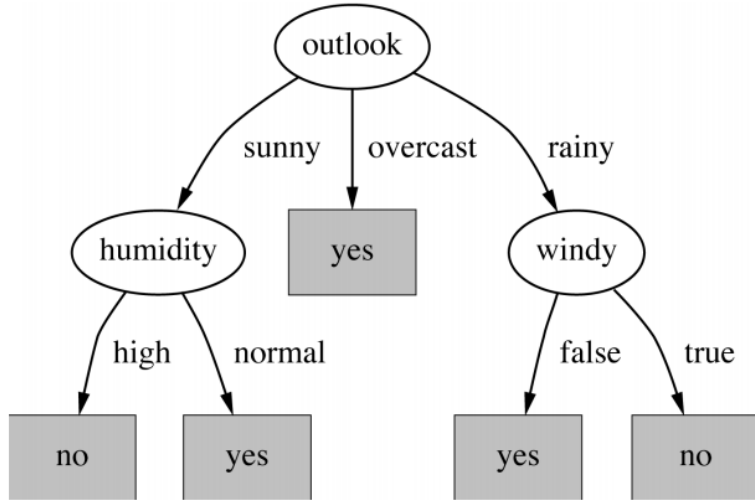 outlook
sunny overcast rainy
humidity yes windy
high normal false true
no yes yes no